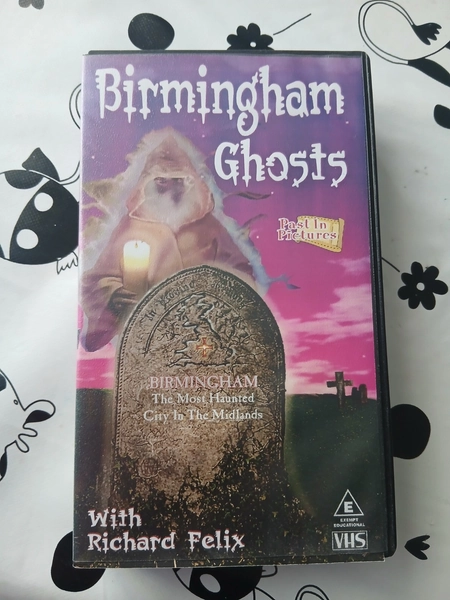 Birmingham
Ghosts
Past In
Pictures
BIRMINGHAM
The Most Haunted
City In The Midlands
With
Richard Felix
E
EXEMPT
EDUCATIONAL
VHS